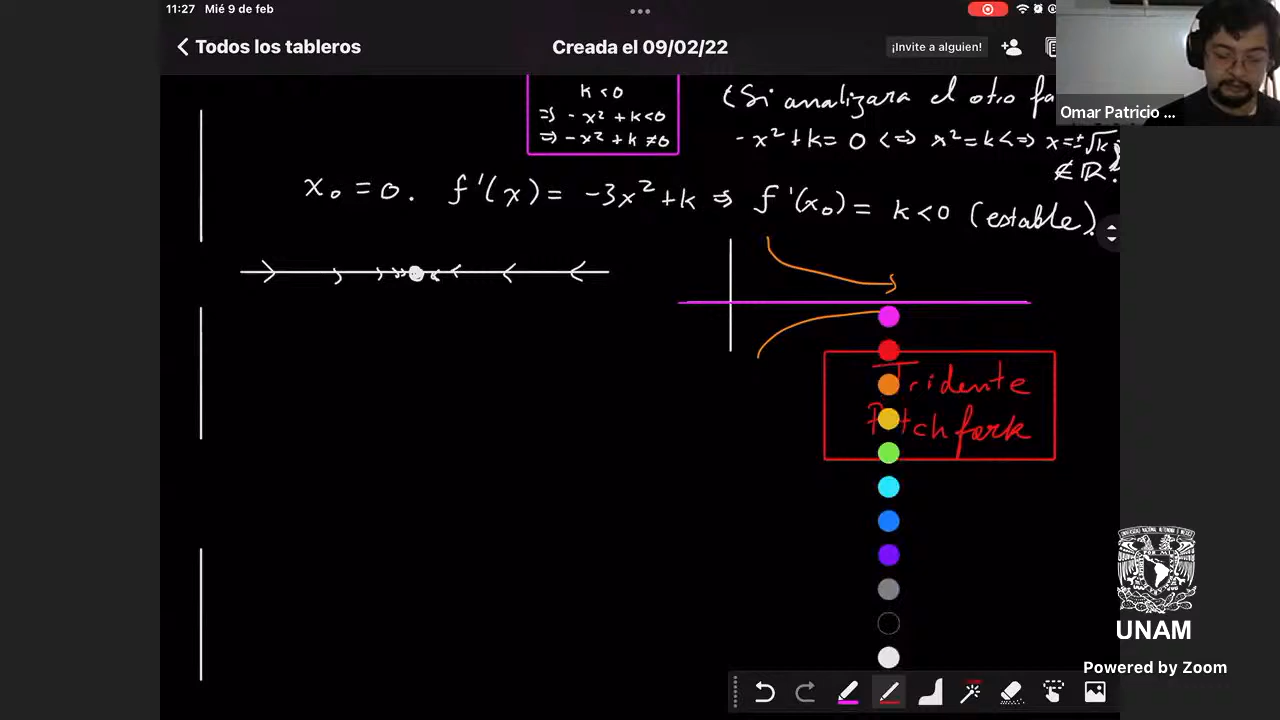 11:27 Mié 9 de feb
Todos los tableros
Creada el 09/02/22
¡Invite a alguien!
Omar Patricio ...
k < 0
⇒ -x² + k < 0
⇒ -x² + k ≠ 0
(Si analizara el otro fa
-x² + k = 0 <=> x² = k <=> x = ±√k
∉ ℝ.
x₀ = 0. f'(x) = -3x² + k ⇒ f'(x₀) = k < 0 (estable).
Tridente
Pitchfork
UNAM
Powered by Zoom